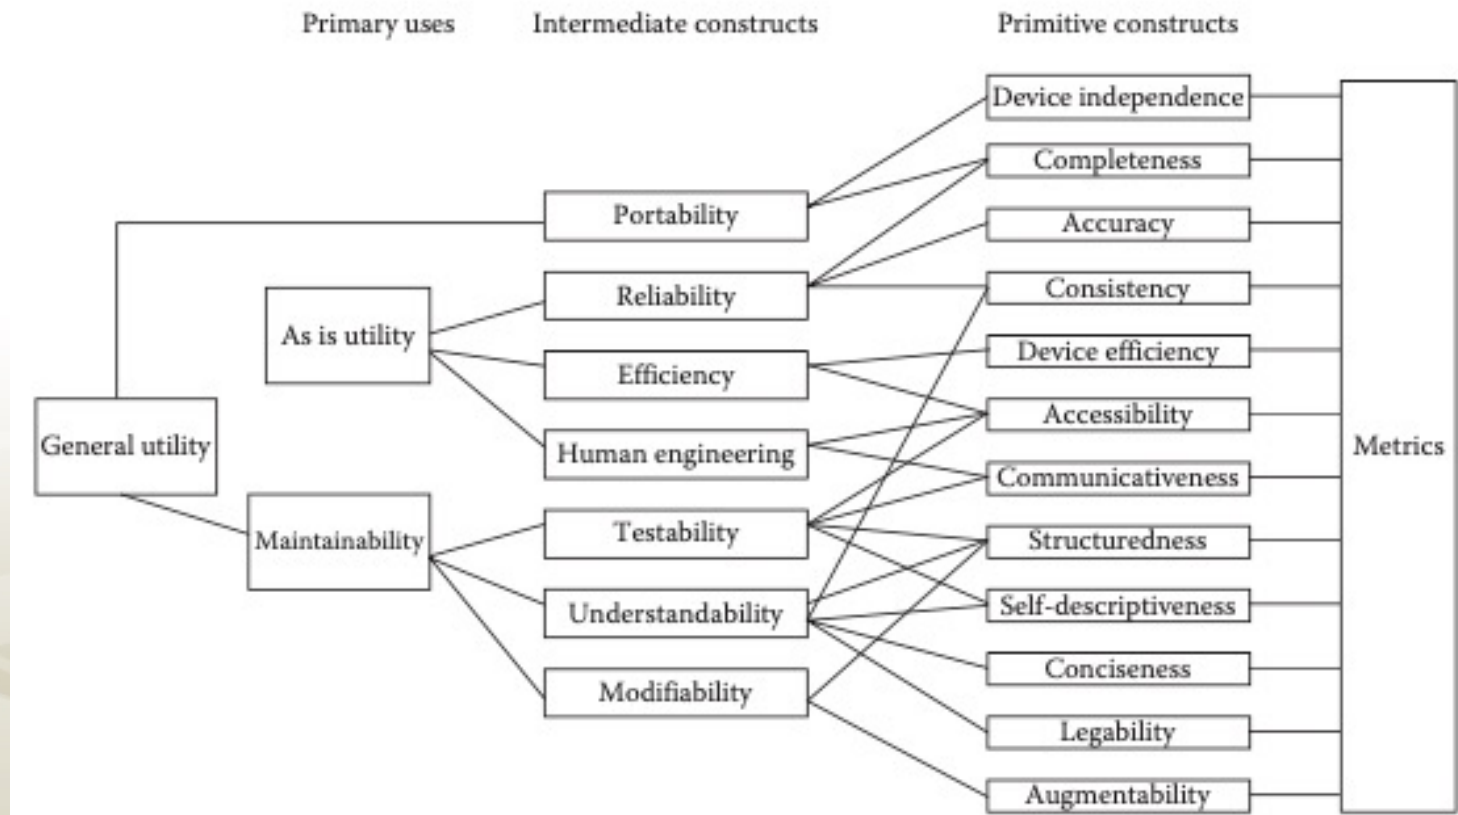 Primary uses
Intermediate constructs
Primitive constructs
Device independence
Completeness
Portability
Accuracy
Reliability
Consistency
As is utility
Device efficiency
Efficiency
Accessibility
General utility
Human engineering
Metrics
Communicativeness
Maintainability
Testability
Structuredness
Understandability
Self-descriptiveness
Conciseness
Modifiability
Legability
Augmentability